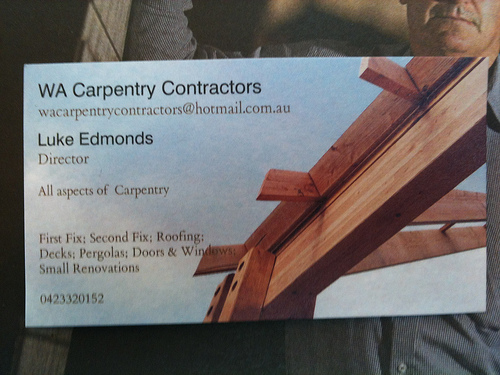 WA Carpentry Contractors
wacarpentrycontractors@hotmail.com.au
Luke Edmonds
Director
All aspects of Carpentry
First Fix; Second Fix; Roofing;
Decks; Pergolas; Doors & Windows;
Small Renovations
0423320152